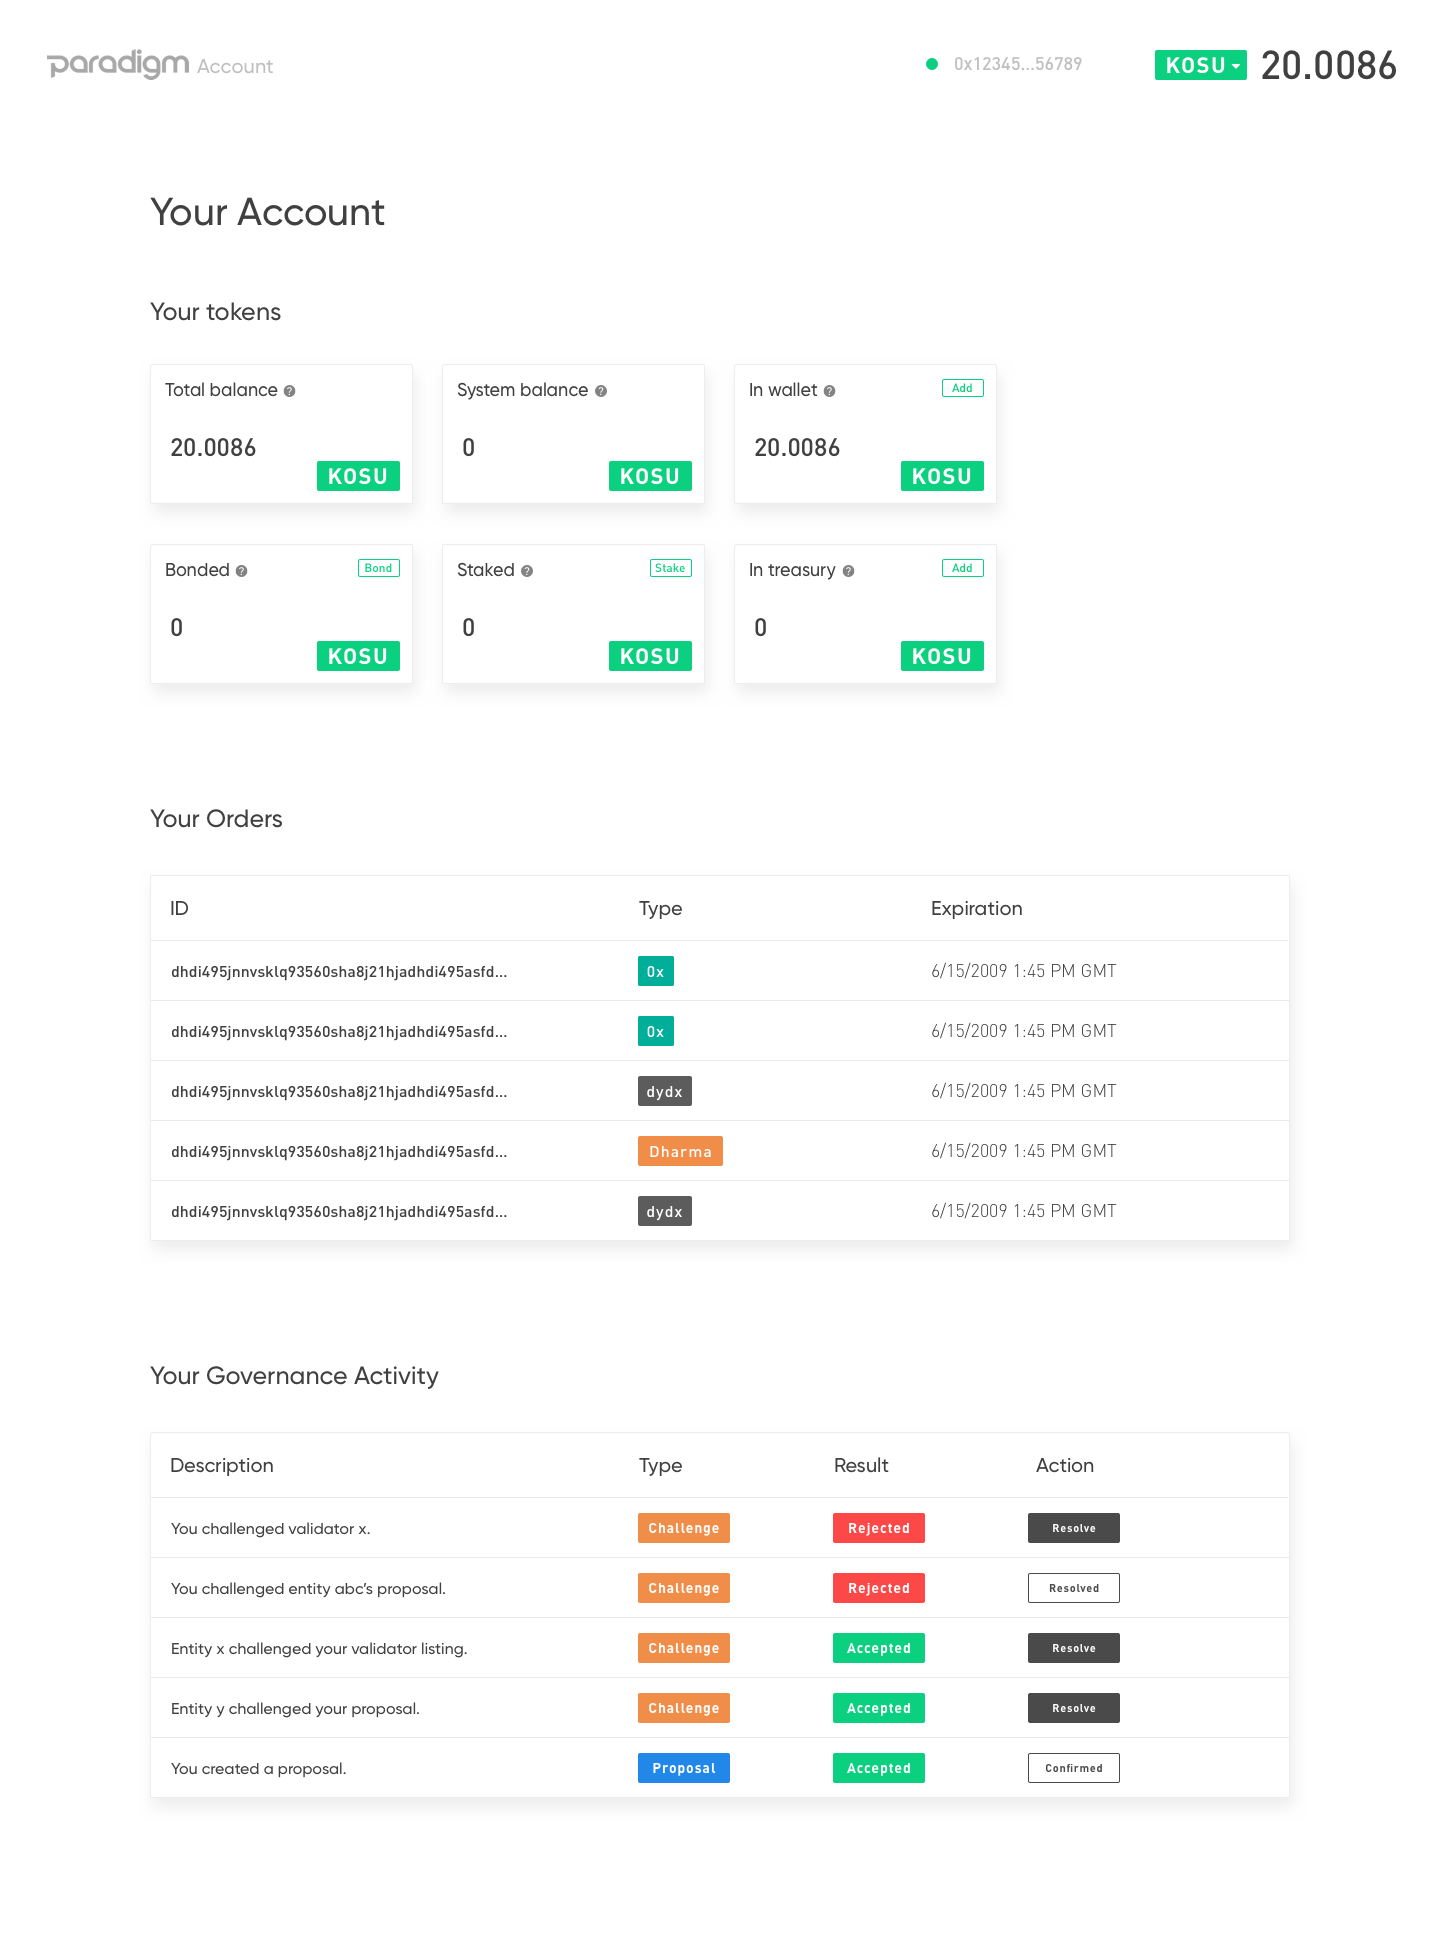 paradigm Account
0x12345...56789
KOSU 20.0086
Your Account
Your tokens
Total balance ?
20.0086
KOSU
System balance ?
0
KOSU
In wallet ?
Add
20.0086
KOSU
Bonded ?
Bond
0
KOSU
Staked ?
Stake
0
KOSU
In treasury ?
Add
0
KOSU
Your Orders
ID Type Expiration
dhdi495jnnvsklq93560sha8j21hjadhdi495asfd... 0x 6/15/2009 1:45 PM GMT
dhdi495jnnvsklq93560sha8j21hjadhdi495asfd... 0x 6/15/2009 1:45 PM GMT
dhdi495jnnvsklq93560sha8j21hjadhdi495asfd... dydx 6/15/2009 1:45 PM GMT
dhdi495jnnvsklq93560sha8j21hjadhdi495asfd... Dharma 6/15/2009 1:45 PM GMT
dhdi495jnnvsklq93560sha8j21hjadhdi495asfd... dydx 6/15/2009 1:45 PM GMT
Your Governance Activity
Description Type Result Action
You challenged validator x. Challenge Rejected Resolve
You challenged entity abc’s proposal. Challenge Rejected Resolved
Entity x challenged your validator listing. Challenge Accepted Resolve
Entity y challenged your proposal. Challenge Accepted Resolve
You created a proposal. Proposal Accepted Confirmed